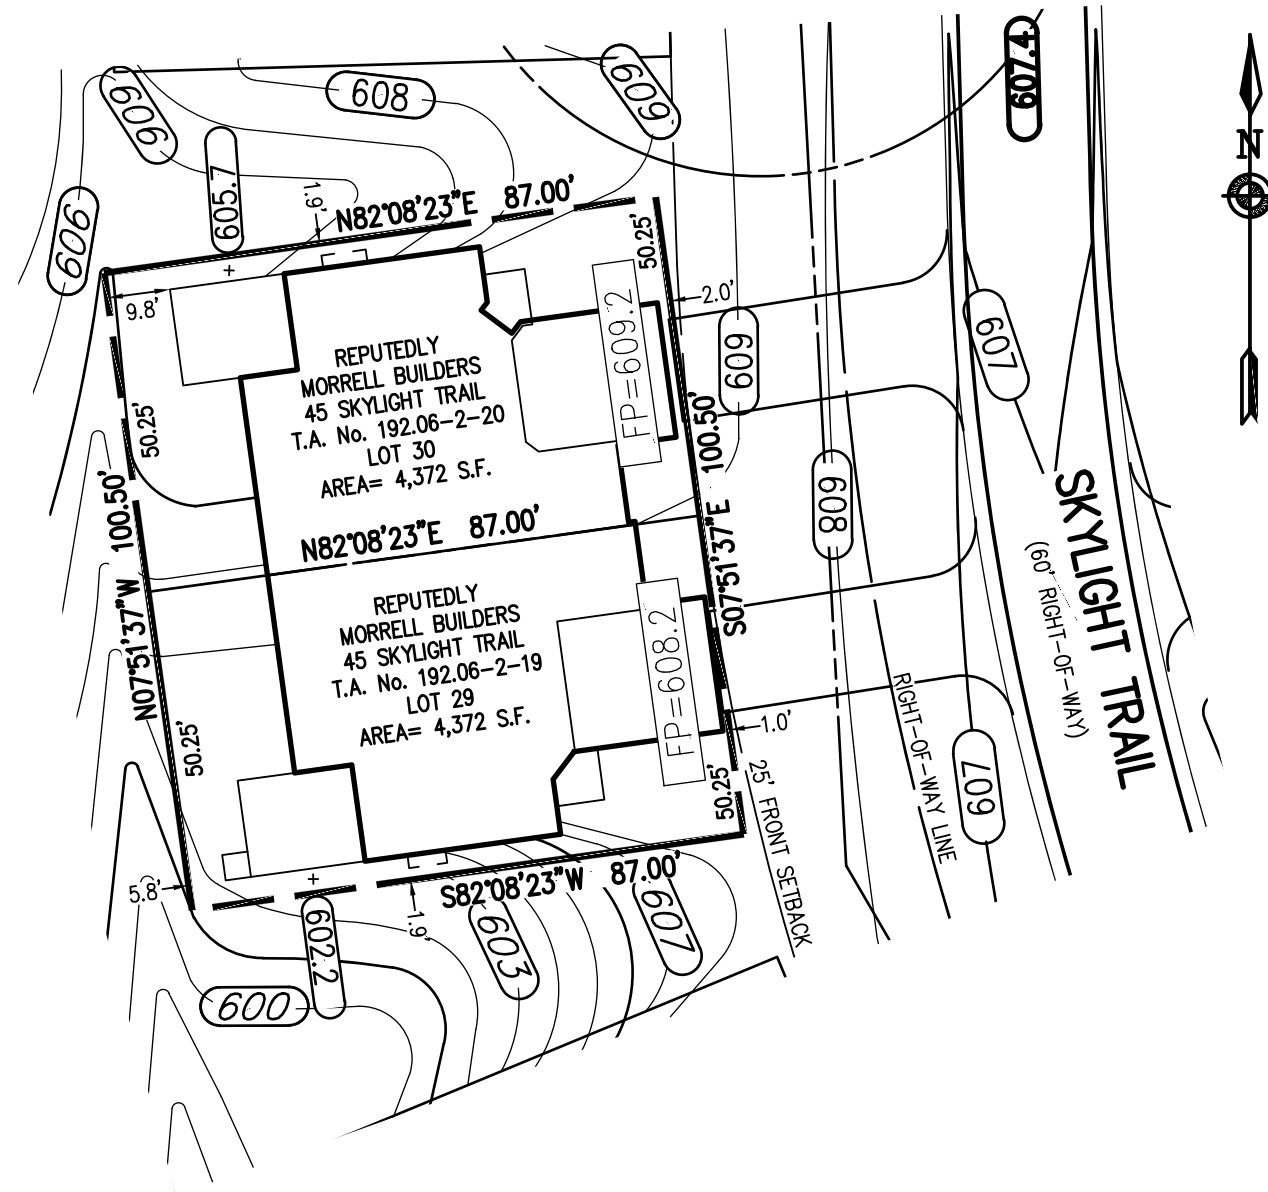 607.4
609
608
606
605.7
N
1.9'
N82°08'23"E 87.00'
606
50.25'
9.8'
2.0'
FP=609.2
609
607
REPUTEDLY
MORRELL BUILDERS
45 SKYLIGHT TRAIL
T.A. No. 192.06-2-20
LOT 30
AREA= 4,372 S.F.
50.25'
N07°51'37"W 100.50'
S07°51'37"E 100.50'
608
N82°08'23"E 87.00'
SKYLIGHT TRAIL
(60' RIGHT-OF-WAY)
REPUTEDLY
MORRELL BUILDERS
45 SKYLIGHT TRAIL
T.A. No. 192.06-2-19
LOT 29
AREA= 4,372 S.F.
FP=608.2
50.25'
1.0'
RIGHT-OF-WAY LINE
607
50.25'
25' FRONT SETBACK
5.8'
S82°08'23"W 87.00'
1.9'
602.2
603
607
600